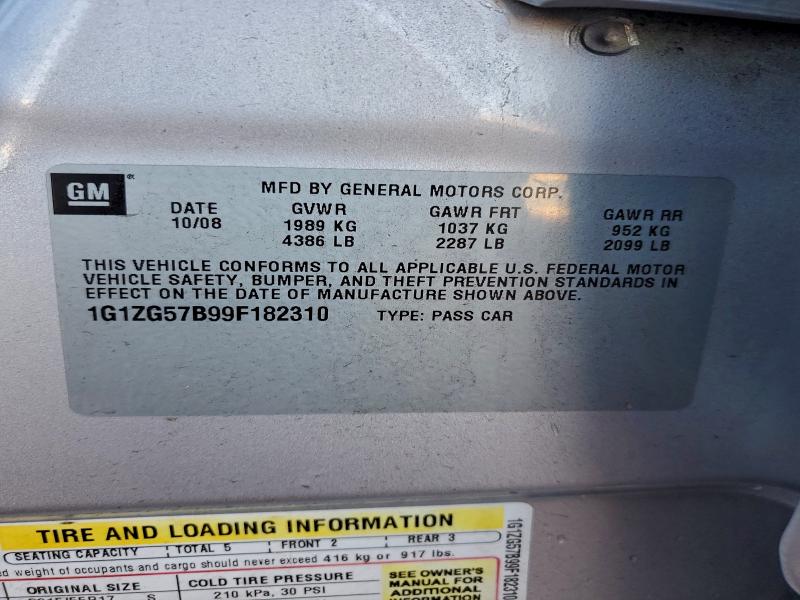 GM
MFD BY GENERAL MOTORS CORP.
DATE GVWR GAWR FRT GAWR RR
10/08 1989 KG 1037 KG 952 KG
4386 LB 2287 LB 2099 LB
THIS VEHICLE CONFORMS TO ALL APPLICABLE U.S. FEDERAL MOTOR
VEHICLE SAFETY, BUMPER, AND THEFT PREVENTION STANDARDS IN
EFFECT ON THE DATE OF MANUFACTURE SHOWN ABOVE.
1G1ZG57B99F182310 TYPE: PASS CAR
TIRE AND LOADING INFORMATION
SEATING CAPACITY TOTAL 5 FRONT 2 REAR 3
weight of occupants and cargo should never exceed 416 kg or 917 lbs.
ORIGINAL SIZE COLD TIRE PRESSURE
S 210 kPa, 30 PSI
SEE OWNER'S
MANUAL FOR
ADDITIONAL
INFORMATION
1G1ZG57B99F182310